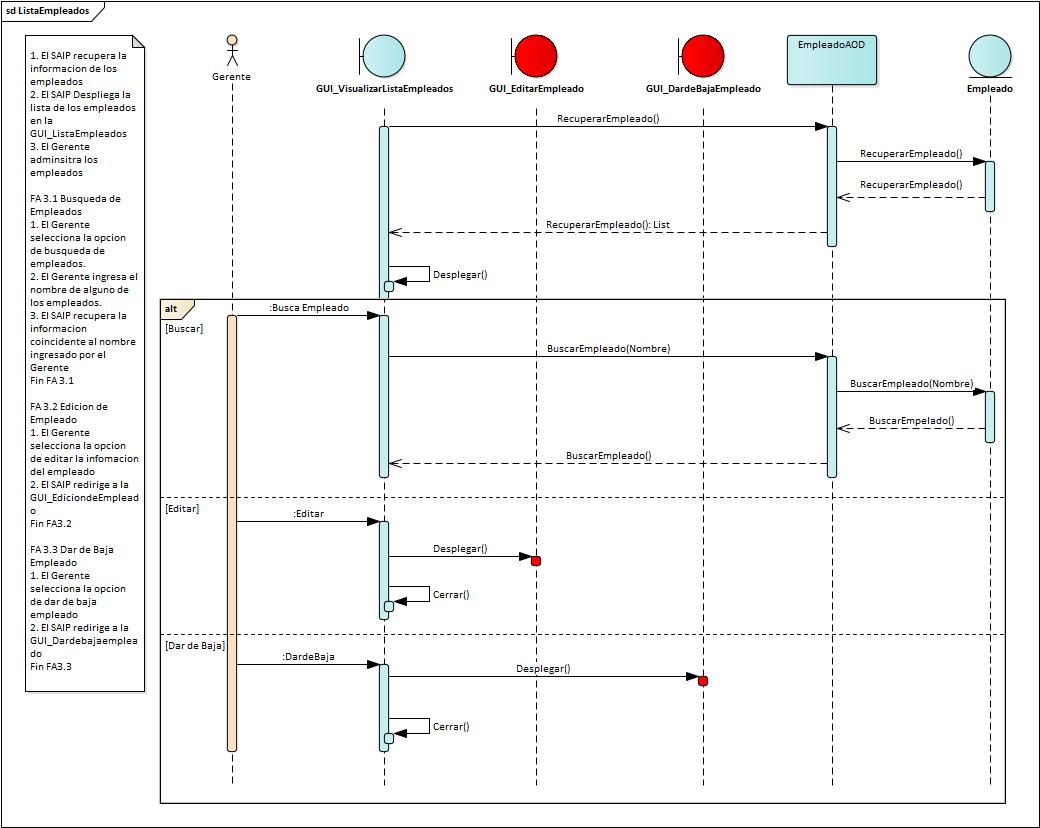 sd ListaEmpleados
1. El SAIP recupera la
informacion de los
empleados
2. El SAIP Despliega la
lista de los empleados
en la
GUI_ListaEmpleados
3. El Gerente
adminsitra los
empleados
FA 3.1 Busqueda de
Empleados
1. El Gerente
selecciona la opcion
de busqueda de
empleados.
2. El Gerente ingresa el
nombre de alguno de
los empleados.
3. El SAIP recupera la
informacion
coincidente al nombre
ingresado por el
Gerente
Fin FA 3.1
FA 3.2 Edicion de
Empleado
1. El Gerente
selecciona la opcion
de editar la infomacion
del empleado
2. El SAIP redirige a la
GUI_EdiciondeEmplead
o
Fin FA3.2
FA 3.3 Dar de Baja
Empleado
1. El Gerente
selecciona la opcion
de dar de baja
empleado
2. El SAIP redirige a la
GUI_Dardebajaemplea
do
Fin FA3.3
Gerente
GUI_VisualizarListaEmpleados
GUI_EditarEmpleado
GUI_DardeBajaEmpleado
EmpleadoAOD
Empleado
RecuperarEmpleado()
RecuperarEmpleado()
RecuperarEmpleado()
RecuperarEmpleado(): List
Desplegar()
alt
:Busca Empleado
[Buscar]
BuscarEmpleado(Nombre)
BuscarEmpleado(Nombre)
BuscarEmpelado()
BuscarEmpleado()
[Editar]
:Editar
Desplegar()
Cerrar()
[Dar de Baja]
:DardeBaja
Desplegar()
Cerrar()